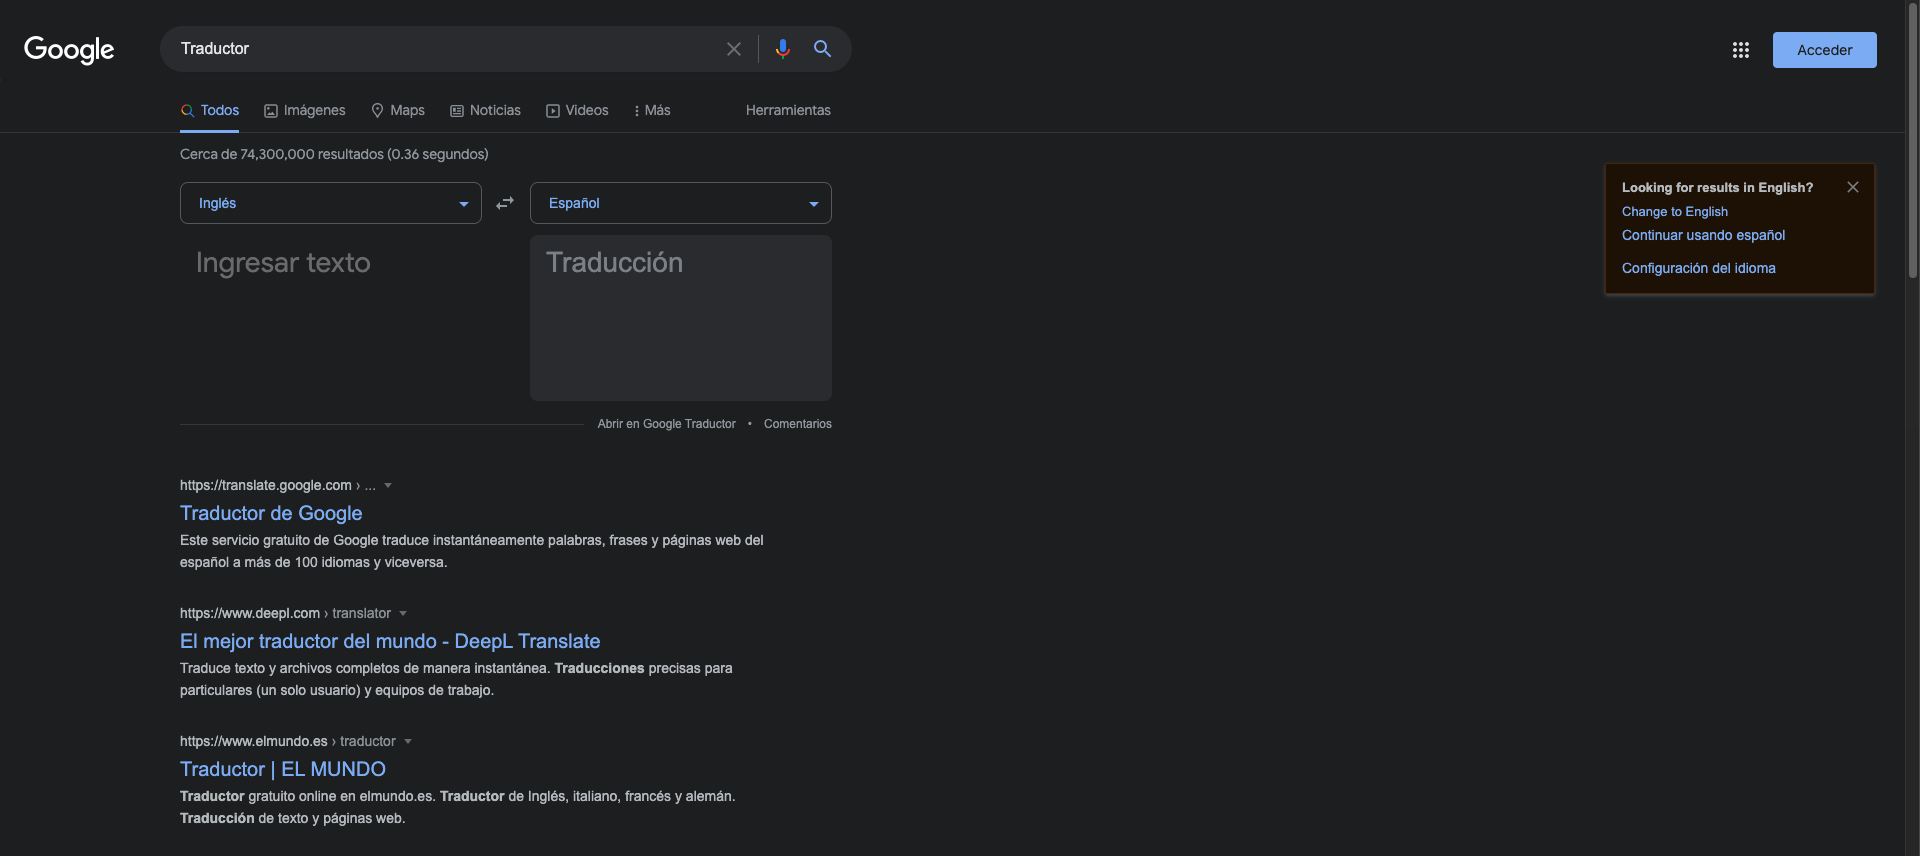 Google
Traductor
Acceder
Todos
Imágenes
Maps
Noticias
Videos
Más
Herramientas
Cerca de 74,300,000 resultados (0.36 segundos)
Inglés
Español
Ingresar texto
Traducción
Abrir en Google Traductor • Comentarios
Looking for results in English?
Change to English
Continuar usando español
Configuración del idioma
https://translate.google.com › ...
Traductor de Google
Este servicio gratuito de Google traduce instantáneamente palabras, frases y páginas web del
español a más de 100 idiomas y viceversa.
https://www.deepl.com › translator
El mejor traductor del mundo - DeepL Translate
Traduce texto y archivos completos de manera instantánea. Traducciones precisas para
particulares (un solo usuario) y equipos de trabajo.
https://www.elmundo.es › traductor
Traductor | EL MUNDO
Traductor gratuito online en elmundo.es. Traductor de Inglés, italiano, francés y alemán.
Traducción de texto y páginas web.